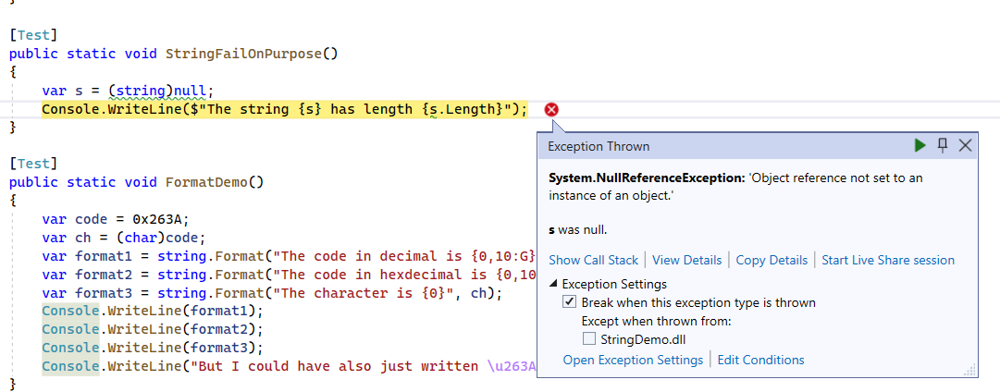 }
[Test]
public static void StringFailOnPurpose()
{
var s = (string)null;
Console.WriteLine($"The string {s} has length {s.Length}");
}
[Test]
public static void FormatDemo()
{
var code = 0x263A;
var ch = (char)code;
var format1 = string.Format("The code in decimal is {0,10:G}
var format2 = string.Format("The code in hexdecimal is {0,10
var format3 = string.Format("The character is {0}", ch);
Console.WriteLine(format1);
Console.WriteLine(format2);
Console.WriteLine(format3);
Console.WriteLine("But I could have also just written \u263A
}
Exception Thrown
System.NullReferenceException: 'Object reference not set to an
instance of an object.'
s was null.
Show Call Stack | View Details | Copy Details | Start Live Share session
Exception Settings
Break when this exception type is thrown
Except when thrown from:
StringDemo.dll
Open Exception Settings | Edit Conditions